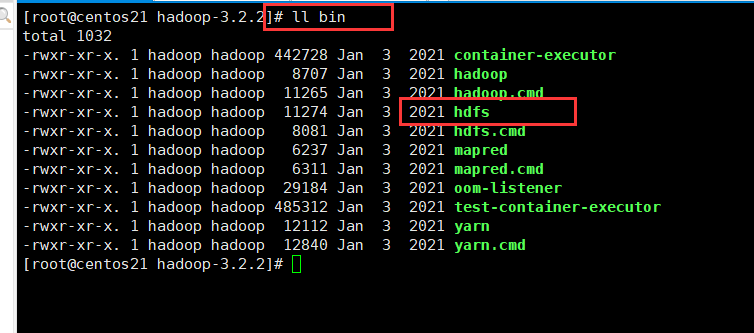 [root@centos21 hadoop-3.2.2]# ll bin
total 1032
-rwxr-xr-x. 1 hadoop hadoop 442728 Jan  3  2021 container-executor
-rwxr-xr-x. 1 hadoop hadoop   8707 Jan  3  2021 hadoop
-rwxr-xr-x. 1 hadoop hadoop  11265 Jan  3  2021 hadoop.cmd
-rwxr-xr-x. 1 hadoop hadoop  11274 Jan  3  2021 hdfs
-rwxr-xr-x. 1 hadoop hadoop   8081 Jan  3  2021 hdfs.cmd
-rwxr-xr-x. 1 hadoop hadoop   6237 Jan  3  2021 mapred
-rwxr-xr-x. 1 hadoop hadoop   6311 Jan  3  2021 mapred.cmd
-rwxr-xr-x. 1 hadoop hadoop  29184 Jan  3  2021 oom-listener
-rwxr-xr-x. 1 hadoop hadoop 485312 Jan  3  2021 test-container-executor
-rwxr-xr-x. 1 hadoop hadoop  12112 Jan  3  2021 yarn
-rwxr-xr-x. 1 hadoop hadoop  12840 Jan  3  2021 yarn.cmd
[root@centos21 hadoop-3.2.2]#